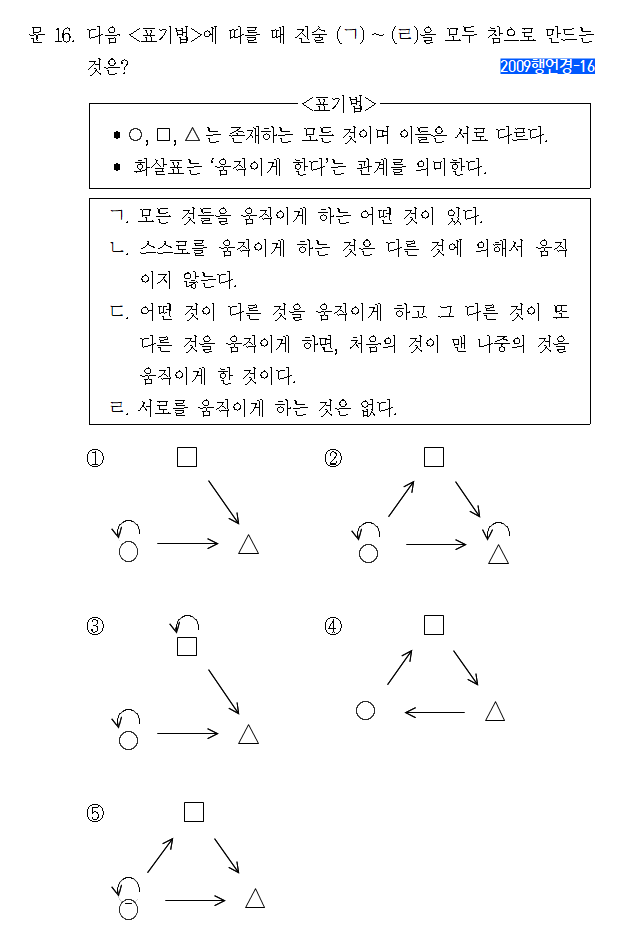 문 16. 다음 <표기법>에 따를 때 진술 (ㄱ) ~ (ㄹ)을 모두 참으로 만드는
것은?
2009행언경-16
<표기법>
• ○, □, △는 존재하는 모든 것이며 이들은 서로 다르다.
• 화살표는 ‘움직이게 한다’는 관계를 의미한다.
ㄱ. 모든 것들을 움직이게 하는 어떤 것이 있다.
ㄴ. 스스로를 움직이게 하는 것은 다른 것에 의해서 움직
이지 않는다.
ㄷ. 어떤 것이 다른 것을 움직이게 하고 그 다른 것이 또
다른 것을 움직이게 하면, 처음의 것이 맨 나중의 것을
움직이게 한 것이다.
ㄹ. 서로를 움직이게 하는 것은 없다.
①
②
③
④
⑤